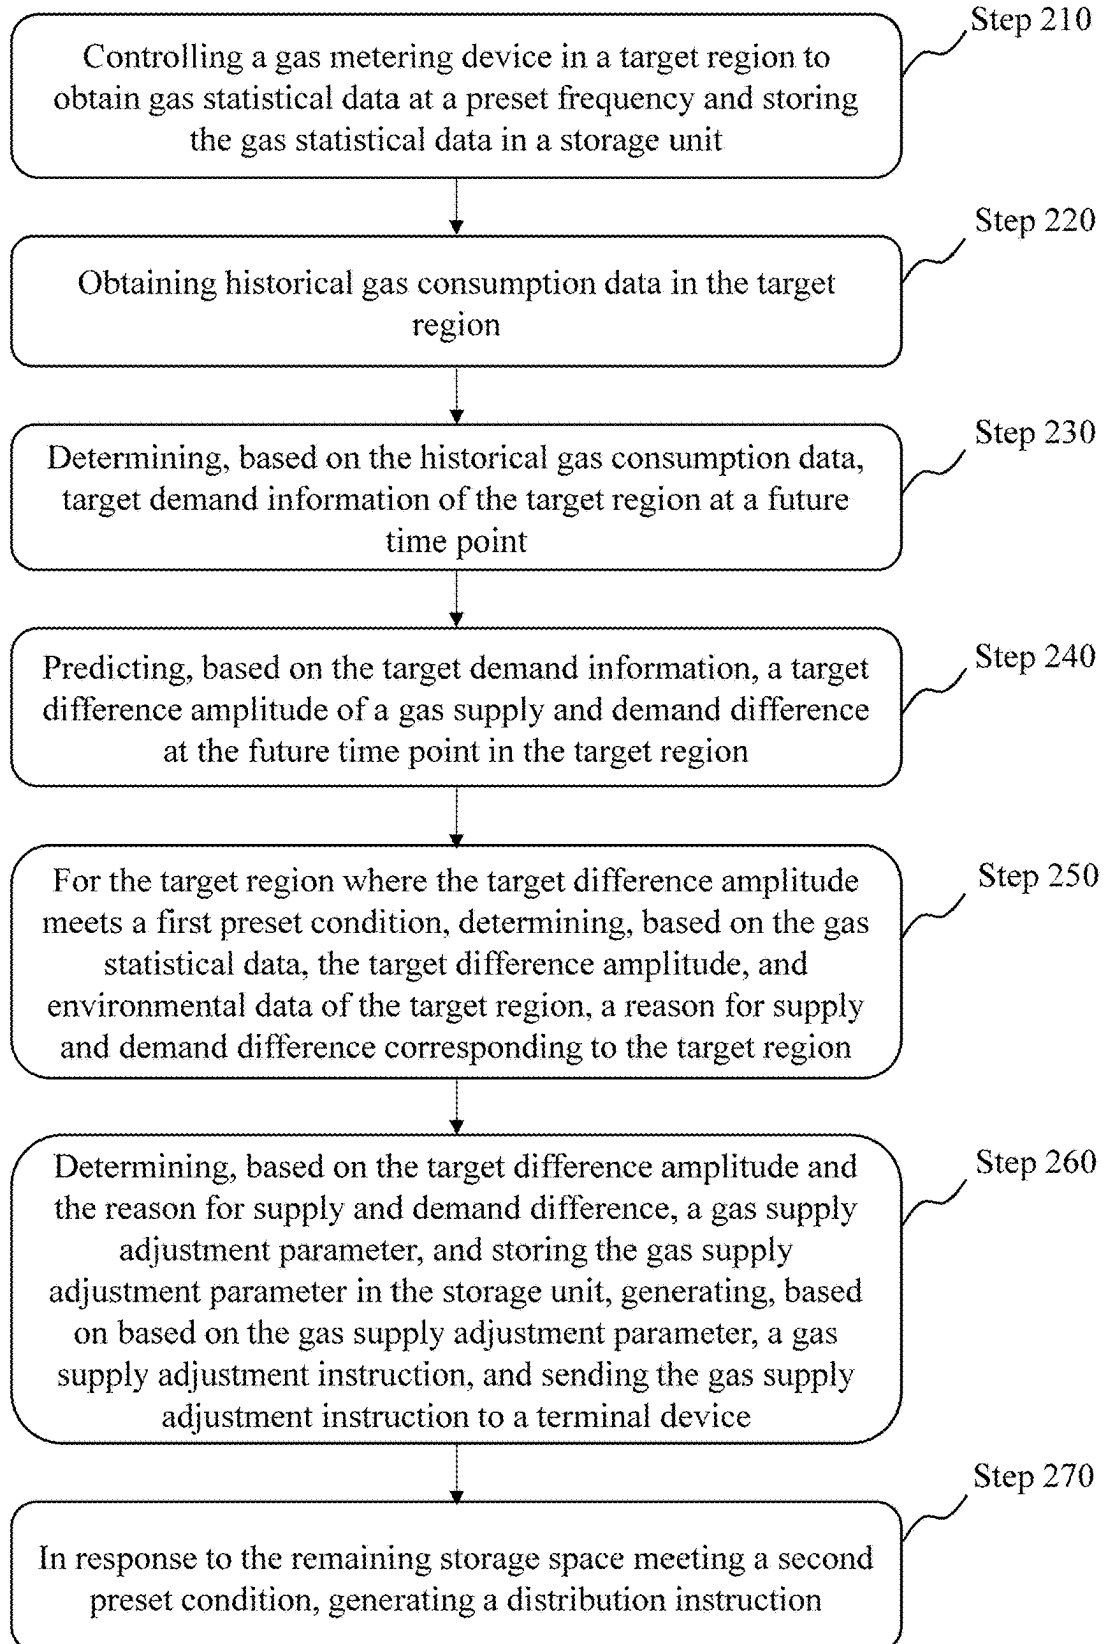 Step 210
Controlling a gas metering device in a target region to
obtain gas statistical data at a preset frequency and storing
the gas statistical data in a storage unit
Step 220
Obtaining historical gas consumption data in the target
region
Step 230
Determining, based on the historical gas consumption data,
target demand information of the target region at a future
time point
Step 240
Predicting, based on the target demand information, a target
difference amplitude of a gas supply and demand difference
at the future time point in the target region
Step 250
For the target region where the target difference amplitude
meets a first preset condition, determining, based on the gas
statistical data, the target difference amplitude, and
environmental data of the target region, a reason for supply
and demand difference corresponding to the target region
Step 260
Determining, based on the target difference amplitude and
the reason for supply and demand difference, a gas supply
adjustment parameter, and storing the gas supply
adjustment parameter in the storage unit, generating, based
on based on the gas supply adjustment parameter, a gas
supply adjustment instruction, and sending the gas supply
adjustment instruction to a terminal device
Step 270
In response to the remaining storage space meeting a second
preset condition, generating a distribution instruction